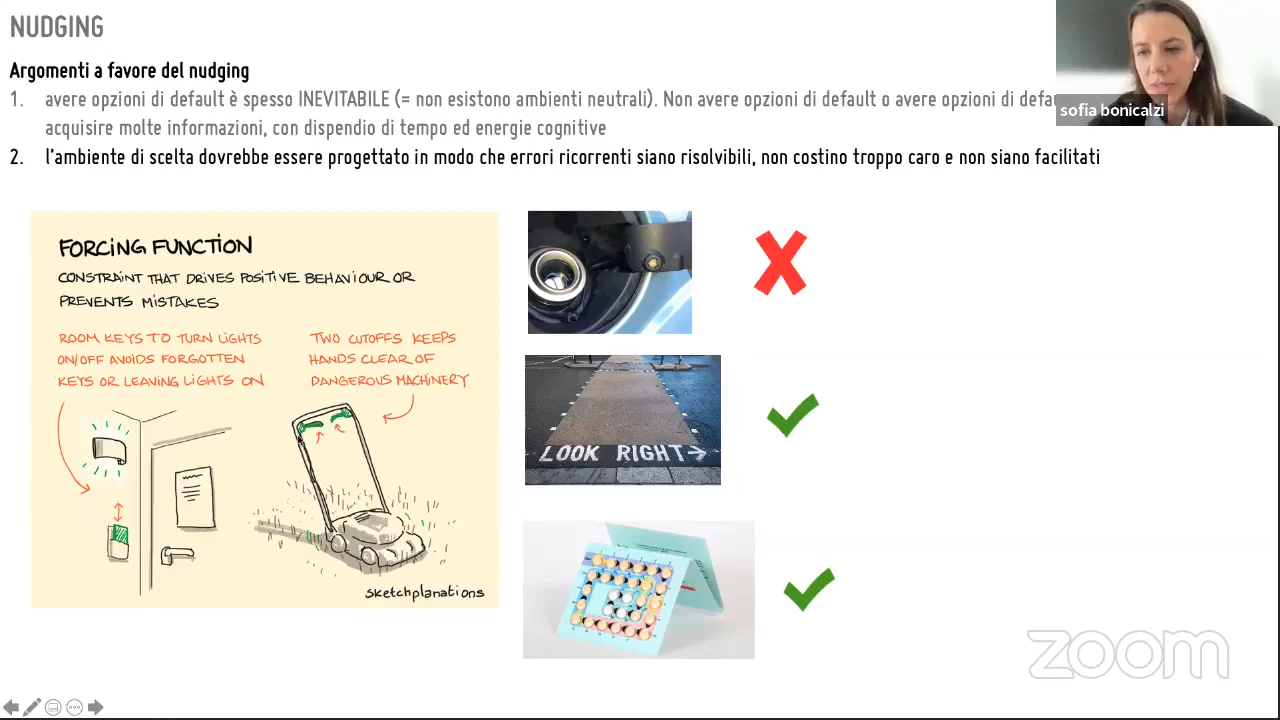 NUDGING
Argomenti a favore del nudging
1. avere opzioni di default è spesso INEVITABILE (= non esistono ambienti neutrali). Non avere opzioni di default o avere opzioni di
acquisire molte informazioni, con dispendio di tempo ed energie cognitive
2. l'ambiente di scelta dovrebbe essere progettato in modo che errori ricorrenti siano risolvibili, non costino troppo caro e non siano facilitati
sofia bonicalzi
FORCING FUNCTION
CONSTRAINT THAT DRIVES POSITIVE BEHAVIOUR OR
PREVENTS MISTAKES
ROOM KEYS TO TURN LIGHTS
ON/OFF AVOIDS FORGOTTEN
KEYS OR LEAVING LIGHTS ON
TWO CUTOFFS KEEPS
HANDS CLEAR OF
DANGEROUS MACHINERY
sketchplanations
LOOK RIGHT→
zoom